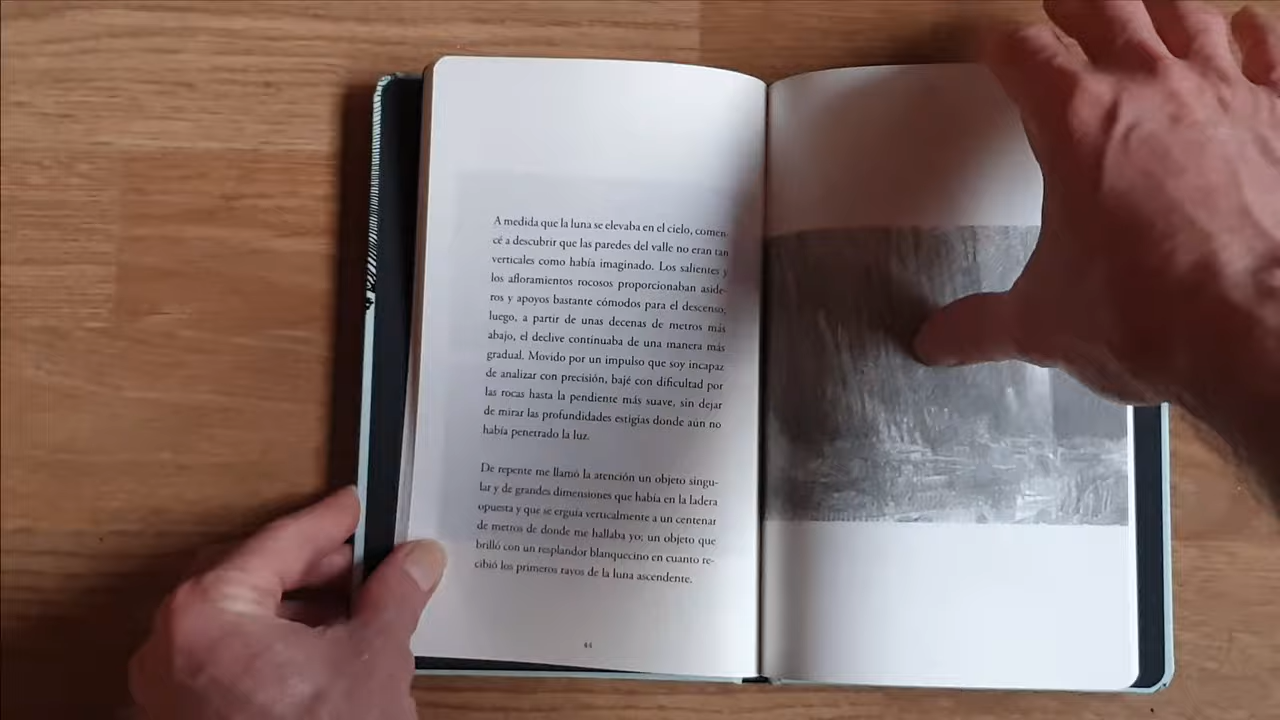 A medida que la luna se elevaba en el cielo, comen-
cé a descubrir que las paredes del valle no eran tan
verticales como había imaginado. Los salientes y
los afloramientos rocosos proporcionaban aside-
ros y apoyos bastante cómodos para el descenso;
luego, a partir de unas decenas de metros más
abajo, el declive continuaba de una manera más
gradual. Movido por un impulso que soy incapaz
de analizar con precisión, bajé con dificultad por
las rocas hasta la pendiente más suave, sin dejar
de mirar las profundidades estigias donde aún no
había penetrado la luz.
De repente me llamó la atención un objeto singu-
lar y de grandes dimensiones que había en la ladera
opuesta y que se erguía verticalmente a un centenar
de metros de donde me hallaba yo; un objeto que
brilló con un resplandor blanquecino en cuanto re-
cibió los primeros rayos de la luna ascendente.
44